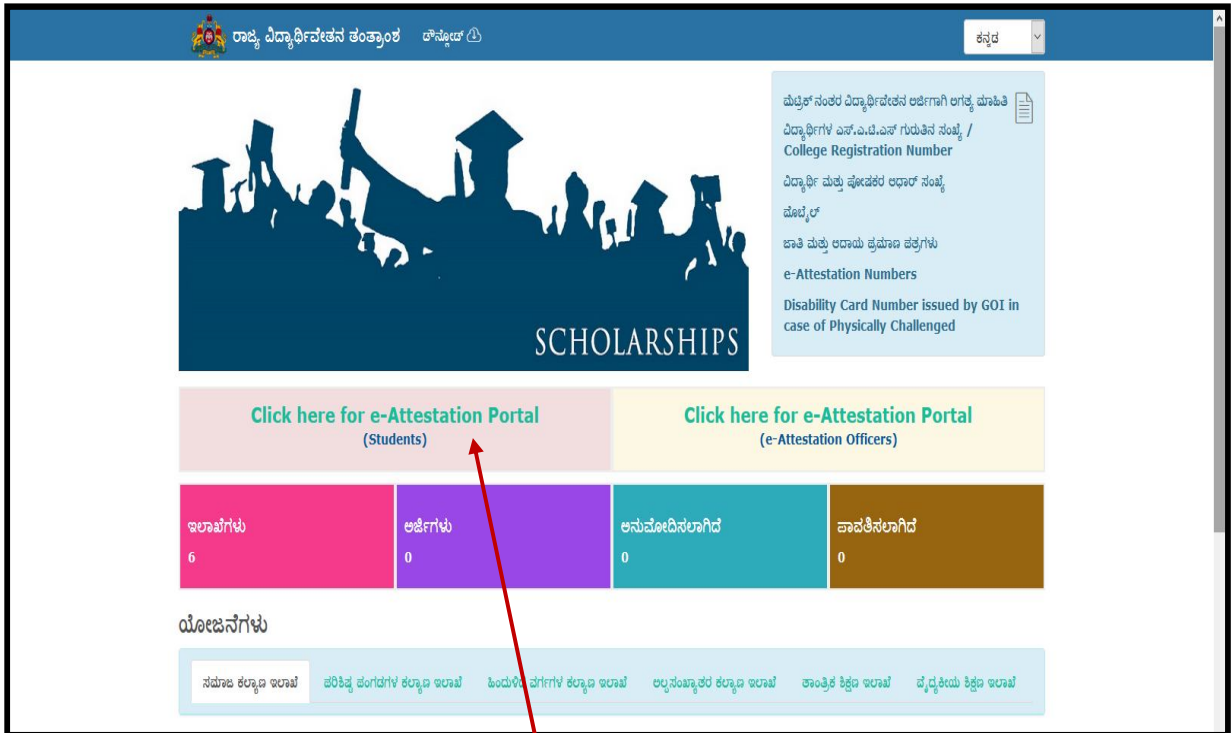 ರಾಜ್ಯ ವಿದ್ಯಾರ್ಥಿವೇತನ ತಂತ್ರಾಂಶ ಡೌನ್ಲೋಡ್
ಕನ್ನಡ
ಮೆಟ್ರಿಕ್ ನಂತರ ವಿದ್ಯಾರ್ಥಿವೇತನ ಅರ್ಜಿಗಾಗಿ ಅಗತ್ಯ ಮಾಹಿತಿ
ವಿದ್ಯಾರ್ಥಿಗಳ ಎಸ್.ಎ.ಟಿ.ಎಸ್ ಗುರುತಿನ ಸಂಖ್ಯೆ /
College Registration Number
ವಿದ್ಯಾರ್ಥಿ ಮತ್ತು ಪೋಷಕರ ಆಧಾರ್ ಸಂಖ್ಯೆ
ಮೊಬೈಲ್
ಜಾತಿ ಮತ್ತು ಆದಾಯ ಪ್ರಮಾಣ ಪತ್ರಗಳು
e-Attestation Numbers
Disability Card Number issued by GOI in
case of Physically Challenged
SCHOLARSHIPS
Click here for e-Attestation Portal
(Students)
Click here for e-Attestation Portal
(e-Attestation Officers)
ಇಲಾಖೆಗಳು
6
ಅರ್ಜಿಗಳು
0
ಅನುಮೋದಿಸಲಾಗಿದೆ
0
ಪಾವತಿಸಲಾಗಿದೆ
0
ಯೋಜನೆಗಳು
ಸಮಾಜ ಕಲ್ಯಾಣ ಇಲಾಖೆ ಪರಿಶಿಷ್ಟ ಪಂಗಡಗಳ ಕಲ್ಯಾಣ ಇಲಾಖೆ ಹಿಂದುಳಿದ ವರ್ಗಗಳ ಕಲ್ಯಾಣ ಇಲಾಖೆ ಅಲ್ಪಸಂಖ್ಯಾತರ ಕಲ್ಯಾಣ ಇಲಾಖೆ ತಾಂತ್ರಿಕ ಶಿಕ್ಷಣ ಇಲಾಖೆ ವೈದ್ಯಕೀಯ ಶಿಕ್ಷಣ ಇಲಾಖೆ